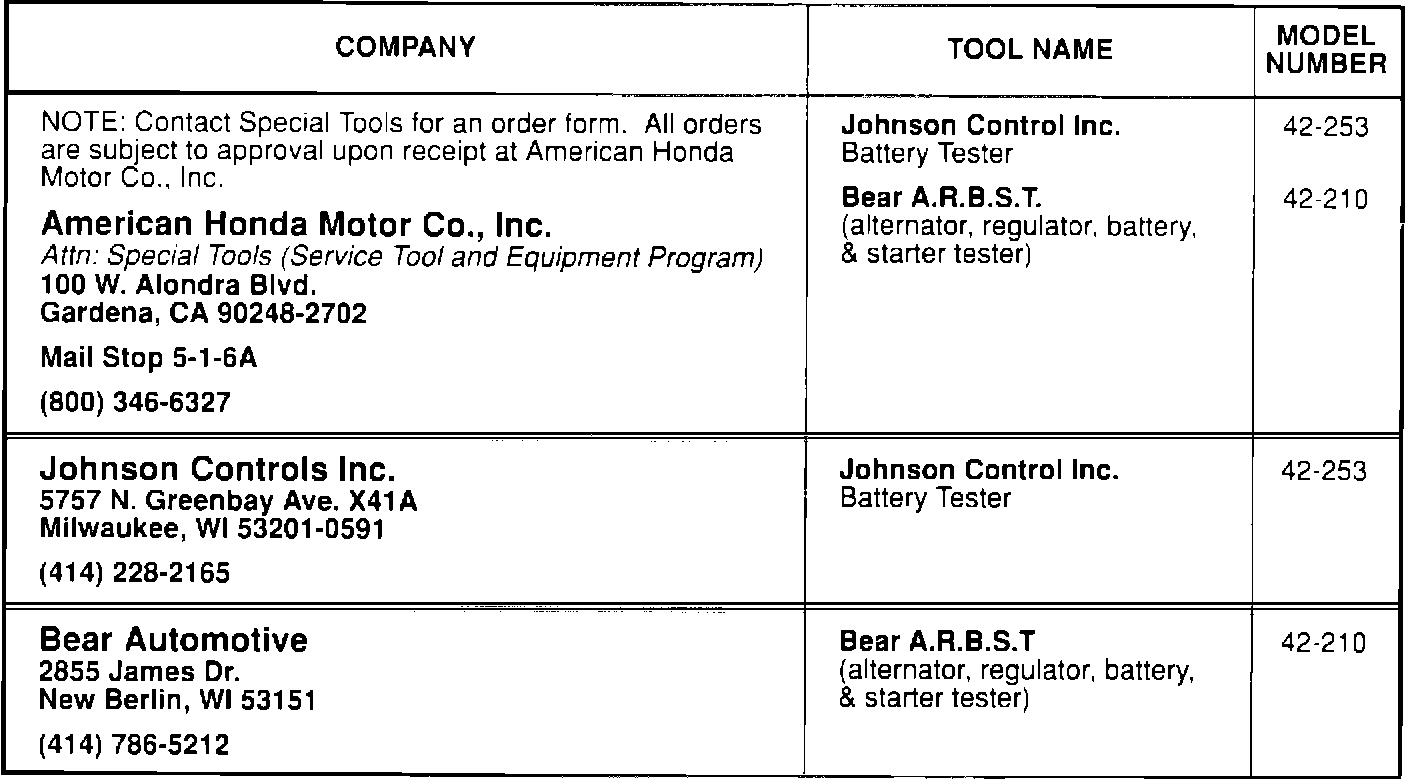 COMPANY
TOOL NAME
MODEL
NUMBER
NOTE: Contact Special Tools for an order form. All orders
are subject to approval upon receipt at American Honda
Motor Co., Inc.
American Honda Motor Co., Inc.
Attn: Special Tools (Service Tool and Equipment Program)
100 W. Alondra Blvd.
Gardena, CA 90248-2702
Mail Stop 5-1-6A
(800) 346-6327
Johnson Control Inc.
Battery Tester
42-253
Bear A.R.B.S.T.
(alternator, regulator, battery,
& starter tester)
42-210
Johnson Controls Inc.
5757 N. Greenbay Ave. X41A
Milwaukee, WI 53201-0591
(414) 228-2165
Johnson Control Inc.
Battery Tester
42-253
Bear Automotive
2855 James Dr.
New Berlin, WI 53151
(414) 786-5212
Bear A.R.B.S.T
(alternator, regulator, battery,
& starter tester)
42-210